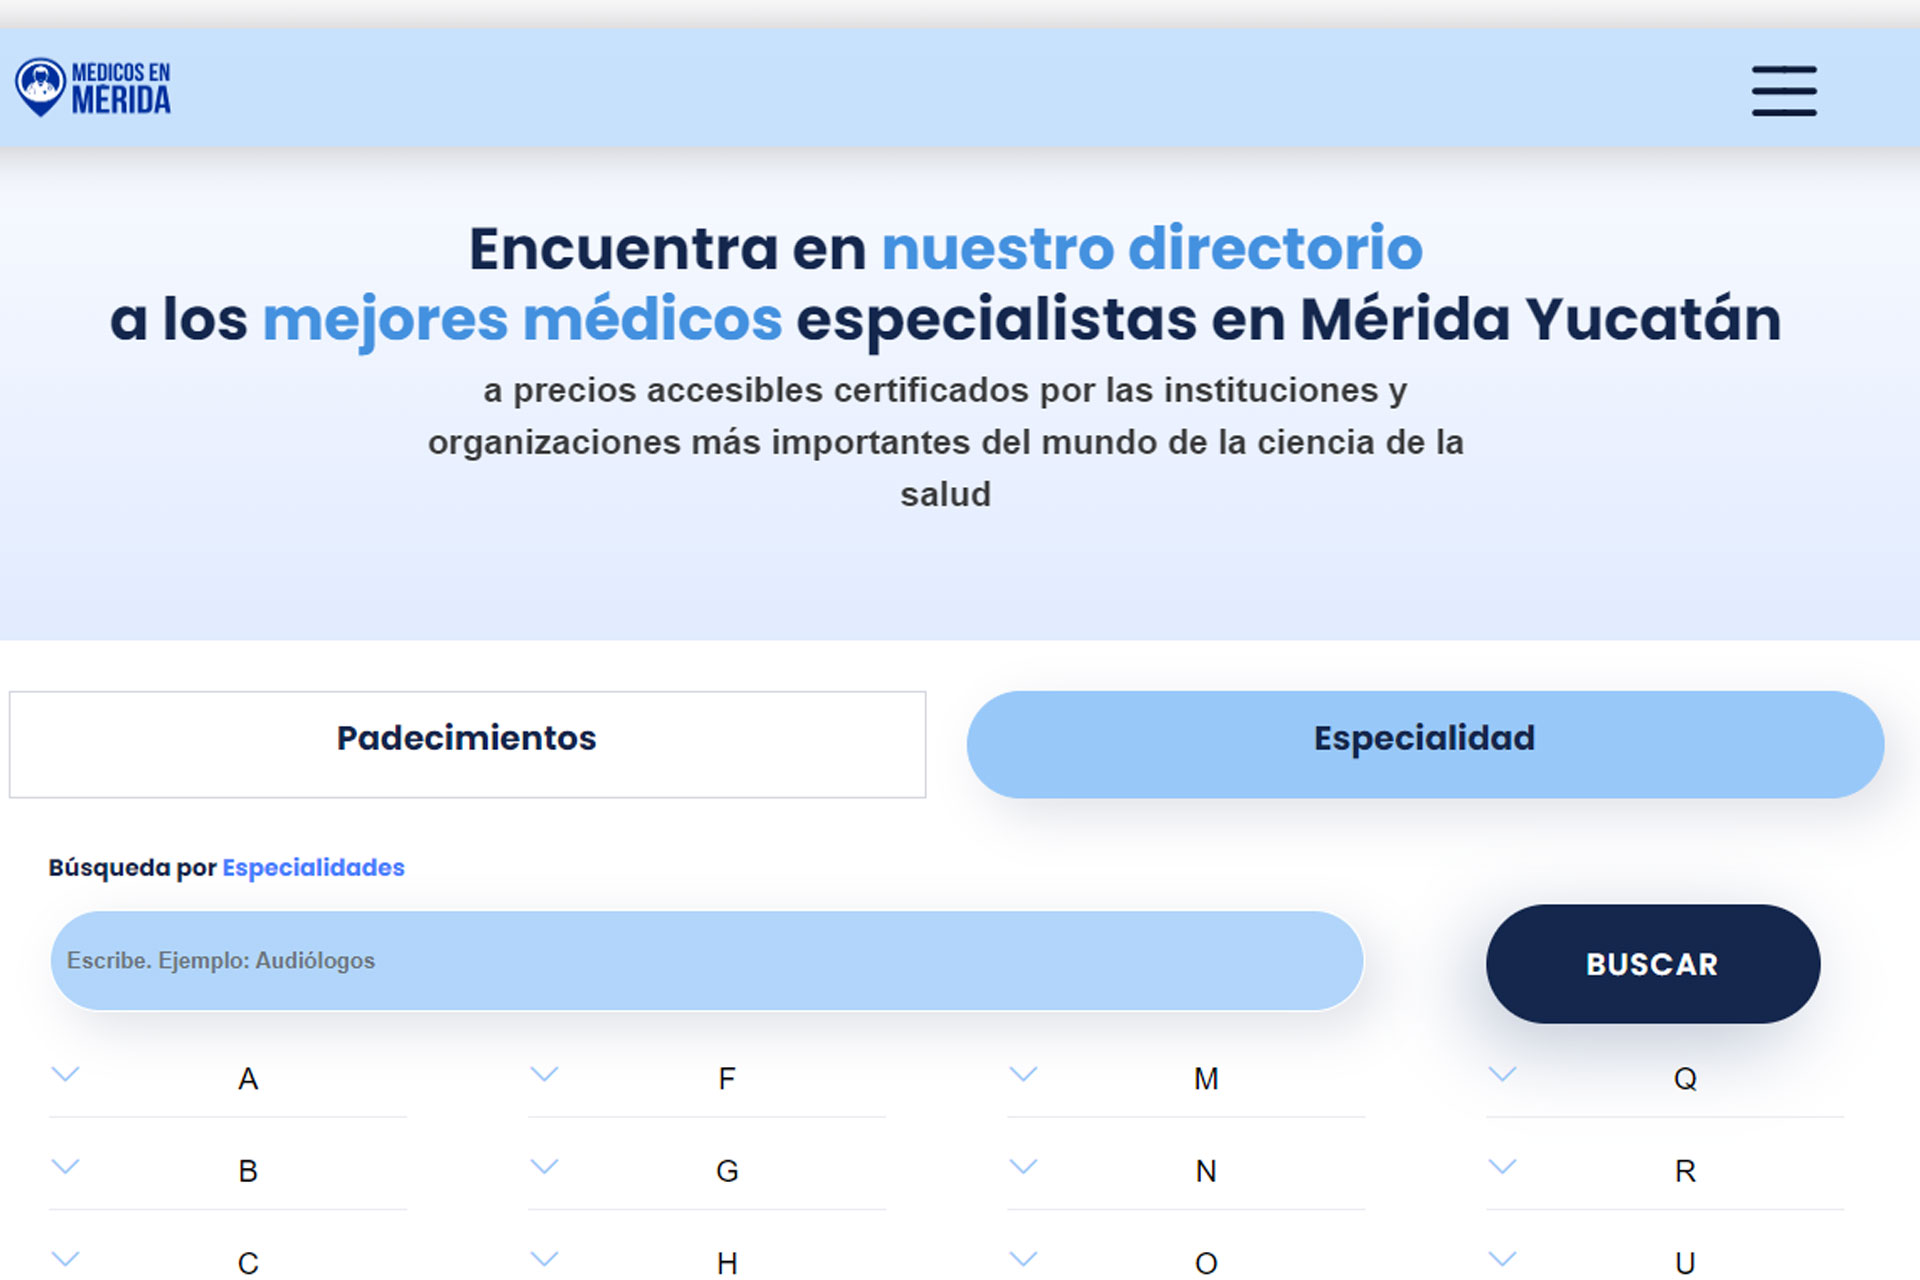 MEDICOS EN
MÉRIDA
Encuentra en nuestro directorio
a los mejores médicos especialistas en Mérida Yucatán
a precios accesibles certificados por las instituciones y
organizaciones más importantes del mundo de la ciencia de la
salud
Padecimientos
Especialidad
Búsqueda por Especialidades
Escribe. Ejemplo: Audiólogos
BUSCAR
A
F
M
Q
B
G
N
R
C
H
O
U